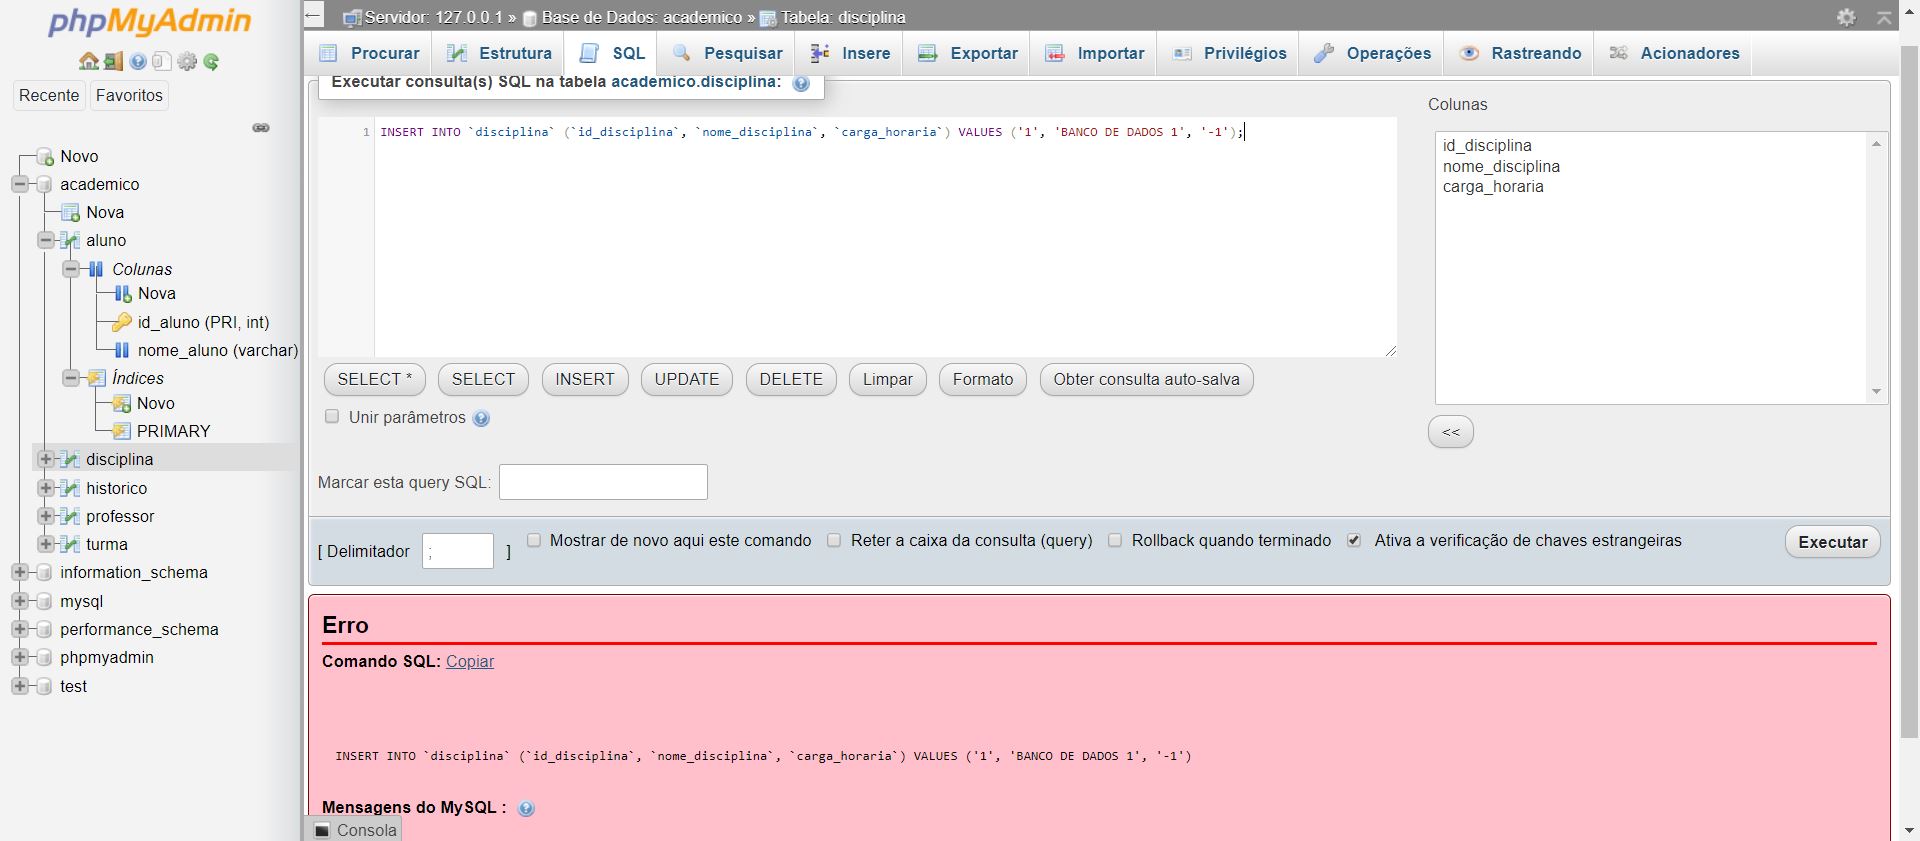 phpMyAdmin
Recente Favoritos
Novo
academico
Nova
aluno
Colunas
Nova
id_aluno (PRI, int)
nome_aluno (varchar)
Índices
Novo
PRIMARY
disciplina
historico
professor
turma
information_schema
mysql
performance_schema
phpmyadmin
test
Servidor: 127.0.0.1 » Base de Dados: academico » Tabela: disciplina
Procurar Estrutura SQL Pesquisar Insere Exportar Importar Privilégios Operações Rastreando Acionadores
Executar consulta(s) SQL na tabela academico.disciplina:
1 INSERT INTO `disciplina` (`id_disciplina`, `nome_disciplina`, `carga_horaria`) VALUES ('1', 'BANCO DE DADOS 1', '-1');
Colunas
id_disciplina
nome_disciplina
carga_horaria
SELECT * SELECT INSERT UPDATE DELETE Limpar Formato Obter consulta auto-salva
<<
Unir parâmetros
Marcar esta query SQL:
[ Delimitador ; ] Mostrar de novo aqui este comando Reter a caixa da consulta (query) Rollback quando terminado Ativa a verificação de chaves estrangeiras Executar
Erro
Comando SQL: Copiar
INSERT INTO `disciplina` (`id_disciplina`, `nome_disciplina`, `carga_horaria`) VALUES ('1', 'BANCO DE DADOS 1', '-1')
Mensagens do MySQL :
Consola